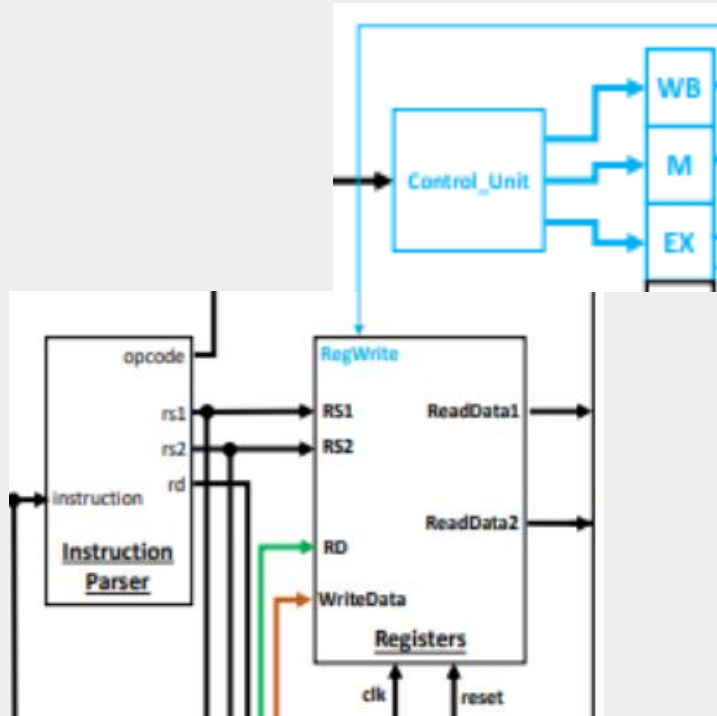 WB
Control_Unit
M
EX
opcode
rs1
rs2
rd
instruction
Instruction
Parser
RegWrite
RS1
RS2
RD
WriteData
ReadData1
ReadData2
Registers
clk
reset